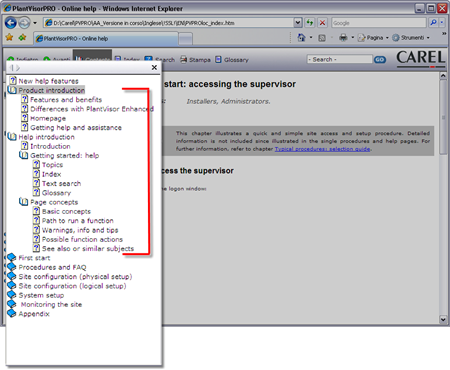 PlantVisorPRO - Online help - Windows Internet Explorer
D:\Carel\PVPRO\AA_Versione in corso\Inglese\ISSL\EN\PVPROloc_index.htm
PlantVisorPRO - Online help
Pagina
Strumenti
Indietro
Avanti
Contents
Index
Search
Stampa
Glossary
- Search -
GO
CAREL
start: accessing the supervisor
Installers, Administrators.
This chapter illustrates a quick and simple site access and setup procedure. Detailed
information is not included since illustrated in the single procedures and help pages. For
further information, refer to chapter Typical procedures: selection guide.
cess the supervisor
e logon window:
New help features
Product introduction
Features and benefits
Differences with PlantVisor Enhanced
Homepage
Getting help and assistance
Help introduction
Introduction
Getting started: help
Topics
Index
Text search
Glossary
Page concepts
Basic concepts
Path to run a function
Warnings, info and tips
Possible function actions
See also or similar subjects
First start
Procedures and FAQ
Site configuration (physical setup)
Site configuration (logical setup)
System setup
Monitoring the site
Appendix